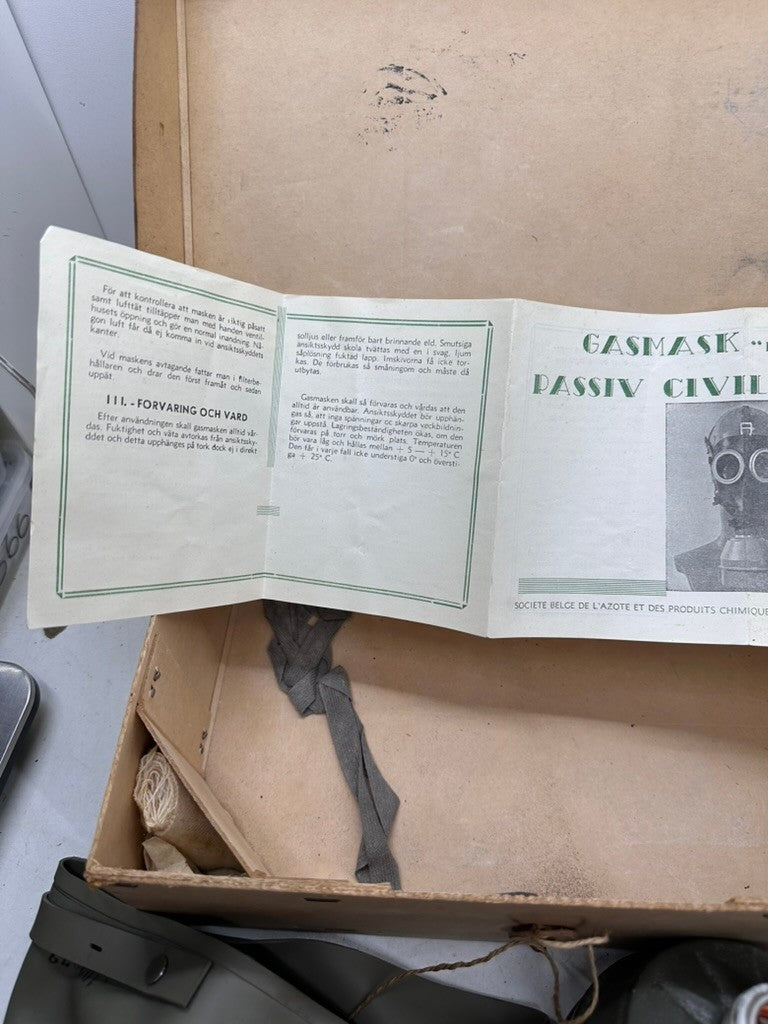 För att kontrollera att masken är riktig påsatt
samt lufttät tilltäpper man med handen ventil-
husets öppning och gör en normal inandning. Nå-
gon luft får då ej komma in vid ansiktsskyddets
kanter.
Vid maskens avtagande fattar man i filterbe-
hållaren och drar den först framåt och sedan
uppåt.
III. - FORVARING OCH VARD
Efter användningen skall gasmasken alltid vår-
das. Fuktighet och väta avtorkas från ansiktssky-
ddet och detta upphänges på tork dock ej i direkt
solljus eller framför bart brinnande eld. Smutsiga
ansiktsskydd skola tvättas med en i svag, ljum
såplösning fuktad lapp. Imskivorna få icke tor-
kas. De förbrukas så småningom och måste då
utbytas.
Gasmasken skall så förvaras och vårdas att den
alltid är användbar. Ansiktsskyddet bör upphän-
gas så, att inga spänningar oc skarpa veckbildnin-
gar uppstå. Lagringsbeständigheten ökas, om den
förvaras på torr och mörk plats. Temperaturen
bör vara låg och hållas mellan + 5 — + 15° C
Den får i varje fall icke understiga 0° och översti-
ga + 25° C.
GASMASK
PASSIV CIVIL
SOCIETE BELGE DE L'AZOTE ET DES PRODUITS CHIMIQUE